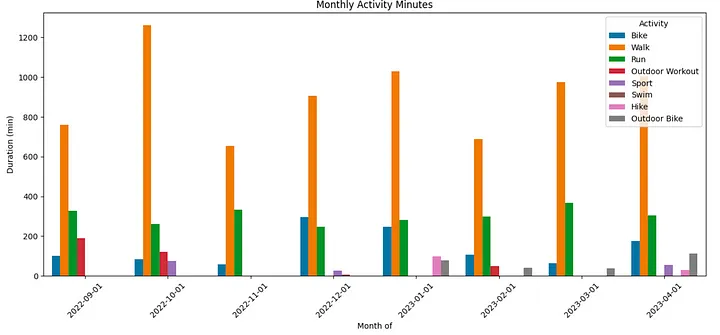 Monthly Activity Minutes
Activity
Bike
Walk
Run
Outdoor Workout
Sport
Swim
Hike
Outdoor Bike
Duration (min)
1200
1000
800
600
400
200
0
2022-09-01
2022-10-01
2022-11-01
2022-12-01
2023-01-01
2023-02-01
2023-03-01
2023-04-01
Month of